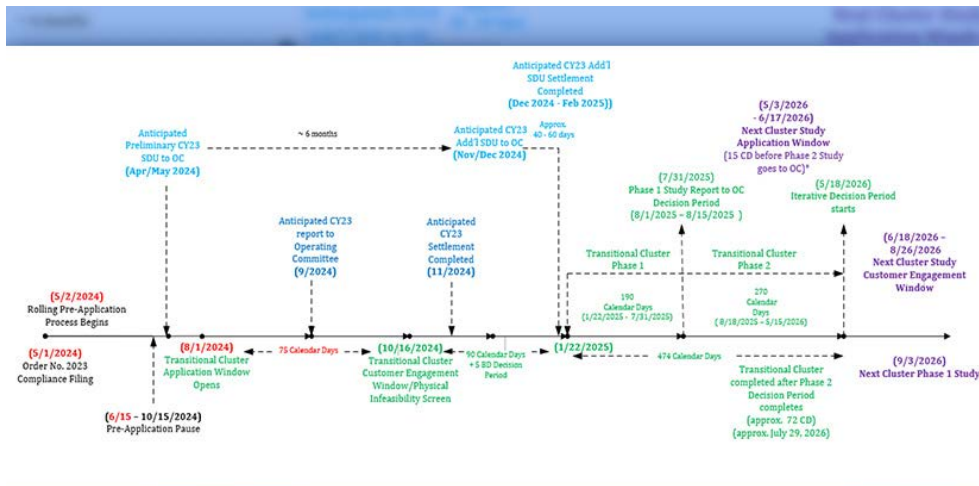 Anticipated CY23 Add'l
SDU Settlement
Completed
(Dec 2024 - Feb 2025))
Anticipated
Preliminary CY23
SDU to OC
(Apr/May 2024)
~ 6 months
Anticipated CY23
Add'l SDU to OC
(Nov/Dec 2024)
Approx.
40 - 60 days
(5/3/2026
- 6/17/2026)
Next Cluster Study
Application Window
(15 CD before Phase 2 Study
goes to OC)*
(7/31/2025)
Phase 1 Study Report to OC
Decision Period
(8/1/2025 – 8/15/2025 )
(5/18/2026)
Iterative Decision Period
starts
Anticipated CY23
report to
Operating
Committee
(9/2024)
Anticipated
CY23
Settlement
Completed
(11/2024)
Transitional Cluster
Phase 1
Transitional Cluster
Phase 2
(6/18/2026 –
8/26/2026
Next Cluster Study
Customer Engagement
Window
190
Calendar Days
(1/22/2025 - 7/31/2025)
270
Calendar
Days
( 8/18/2025 – 5/15/2026)
(5/2/2024)
Rolling Pre-Application
Process Begins
(5/1/2024)
Order No. 2023
Compliance Filing
(8/1/2024)
Transitional Cluster
Application Window
Opens
75 Calendar Days
(10/16/2024)
Transitional Cluster
Customer Engagement
Window/Physical
Infeasibility Screen
90 Calendar Days
+ 5 BD Decision
Period
(1/22/2025)
474 Calendar Days
Transitional Cluster
completed after Phase 2
Decision Period
completes
(approx. 72 CD)
(approx. July 29, 2026)
(9/3/2026)
Next Cluster Phase 1 Study
(6/15 – 10/15/2024)
Pre-Application Pause